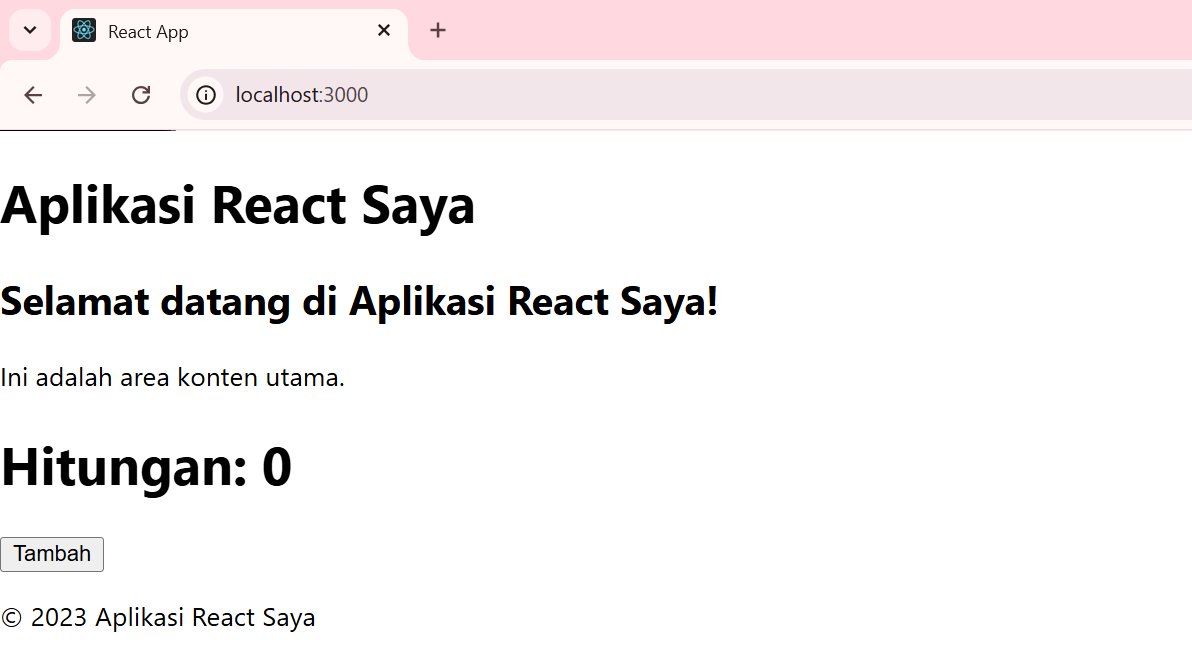 React App
localhost:3000
Aplikasi React Saya
Selamat datang di Aplikasi React Saya!
Ini adalah area konten utama.
Hitungan: 0
Tambah
© 2023 Aplikasi React Saya